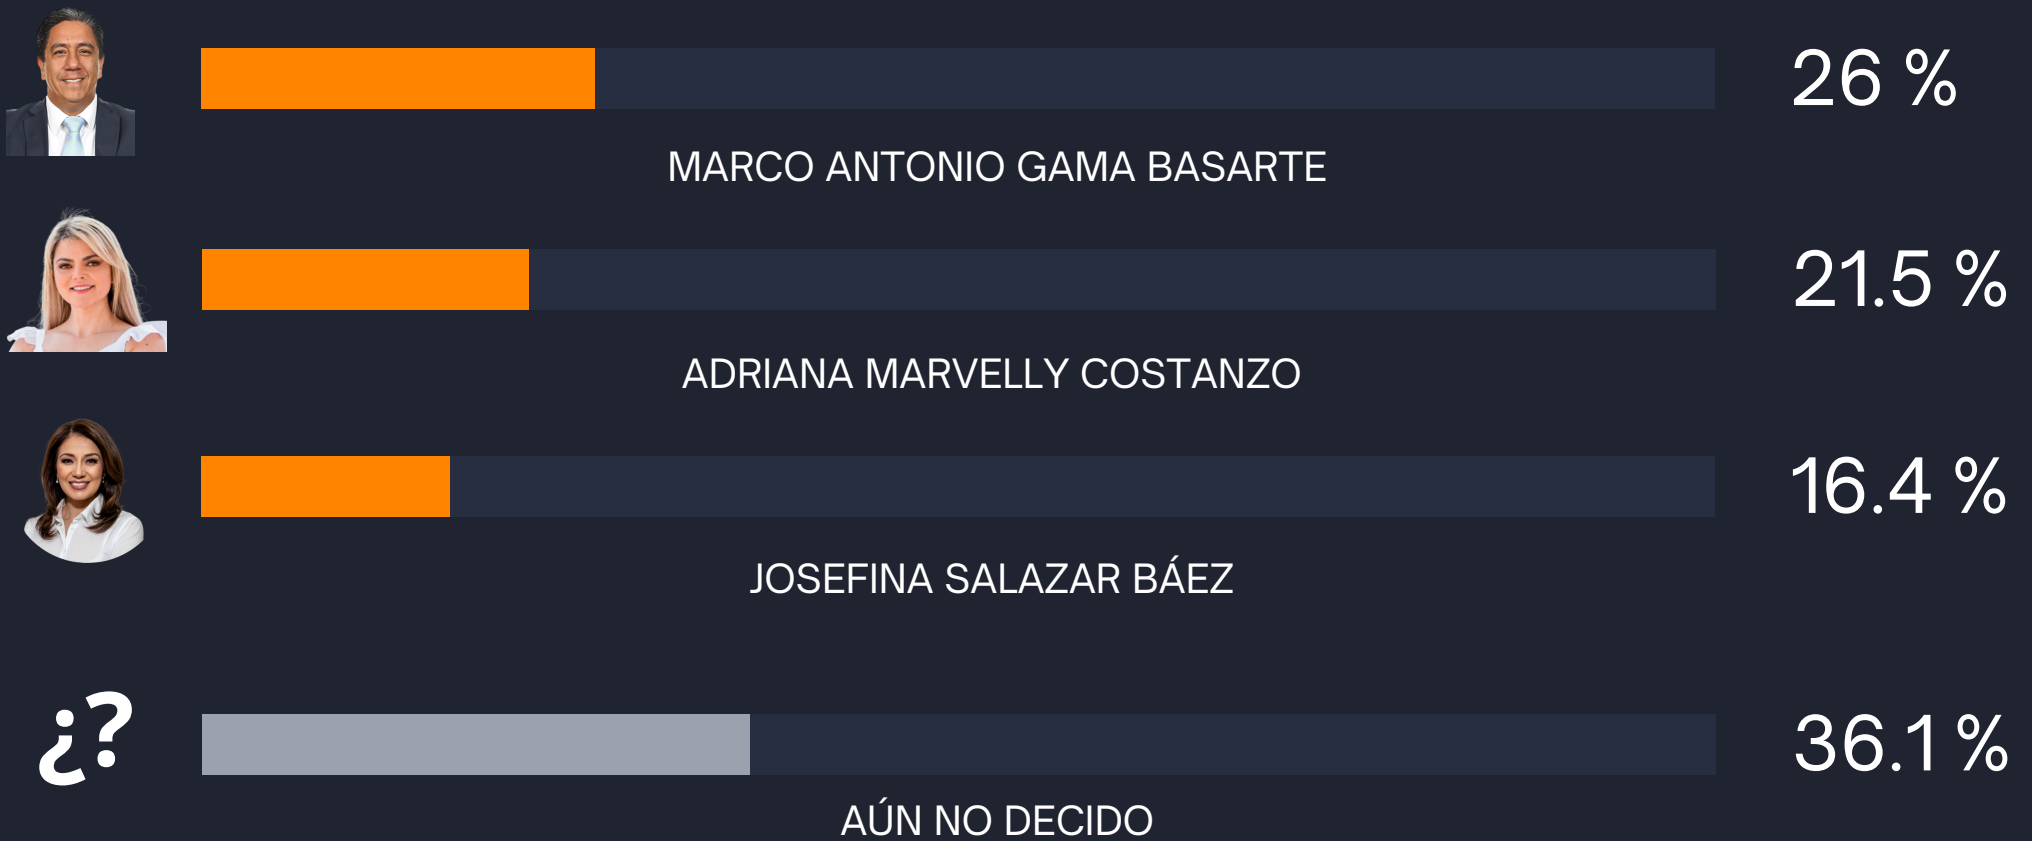 26 %
MARCO ANTONIO GAMA BASARTE
21.5 %
ADRIANA MARVELLY COSTANZO
16.4 %
JOSEFINA SALAZAR BÁEZ
¿?
36.1 %
AÚN NO DECIDO